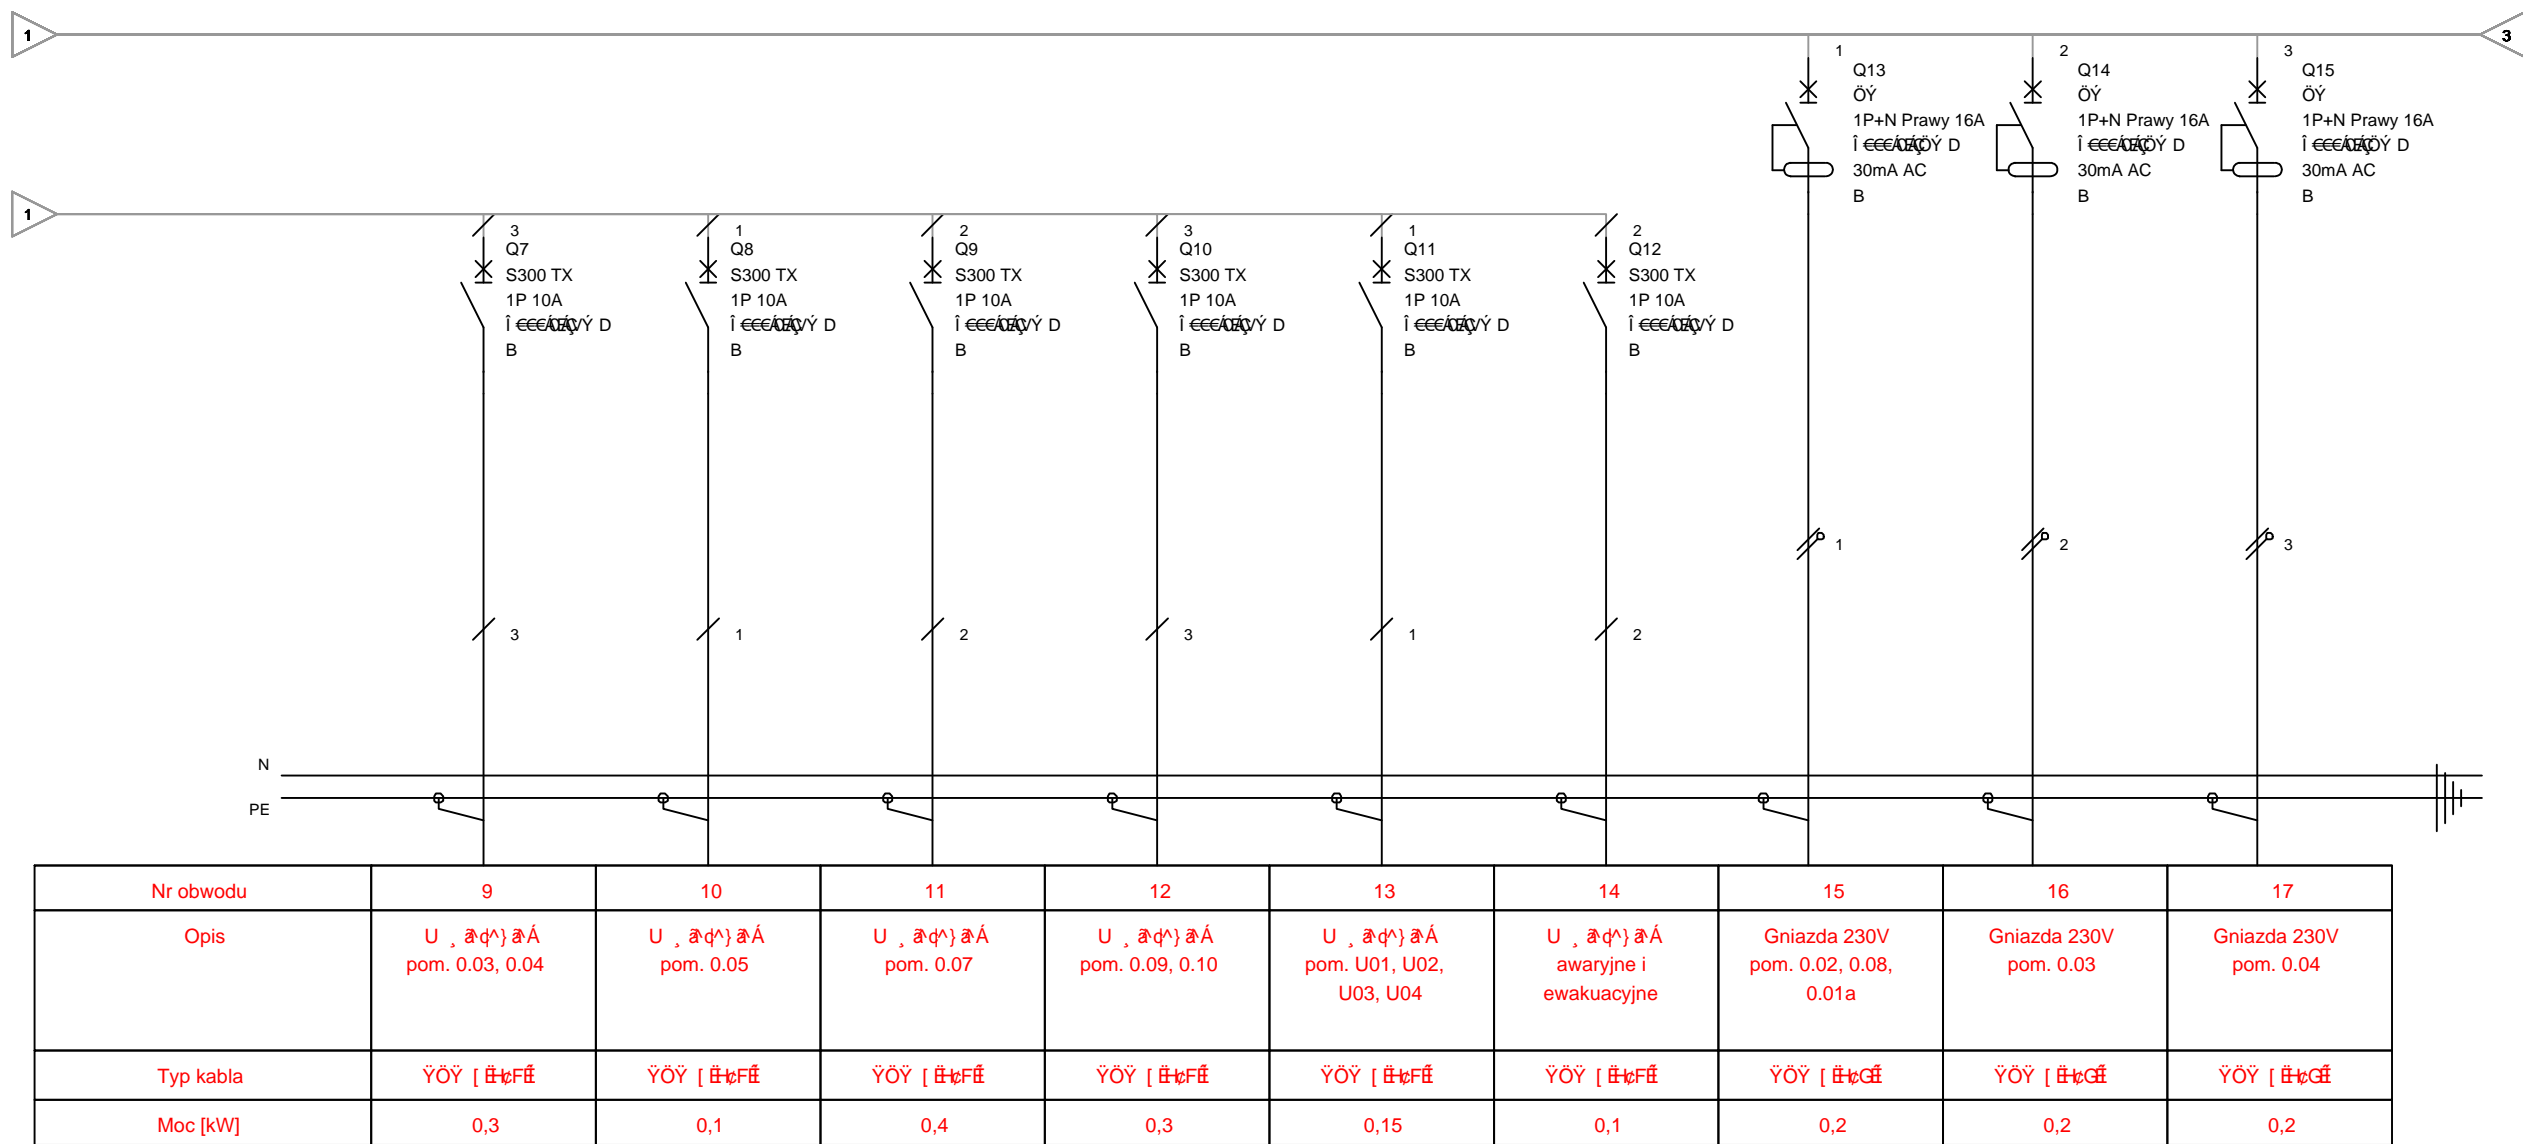 1
3
1
Q13
ÖÝ
1P+N Prawy 16A
30mA AC
B
2
Q14
ÖÝ
1P+N Prawy 16A
30mA AC
B
3
Q15
ÖÝ
1P+N Prawy 16A
30mA AC
B
1
3
Q7
S300 TX
1P 10A
B
1
Q8
S300 TX
1P 10A
B
2
Q9
S300 TX
1P 10A
B
3
Q10
S300 TX
1P 10A
B
1
Q11
S300 TX
1P 10A
B
2
Q12
S300 TX
1P 10A
B
1
2
3
3
1
2
3
1
2
N
PE
Nr obwodu 9 10 11 12 13 14 15 16 17
Opis
pom. 0.03, 0.04
pom. 0.05
pom. 0.07
pom. 0.09, 0.10
pom. U01, U02,
U03, U04
awaryjne i
ewakuacyjne
Gniazda 230V
pom. 0.02, 0.08,
0.01a
Gniazda 230V
pom. 0.03
Gniazda 230V
pom. 0.04
Typ kabla
Moc [kW] 0,3 0,1 0,4 0,3 0,15 0,1 0,2 0,2 0,2